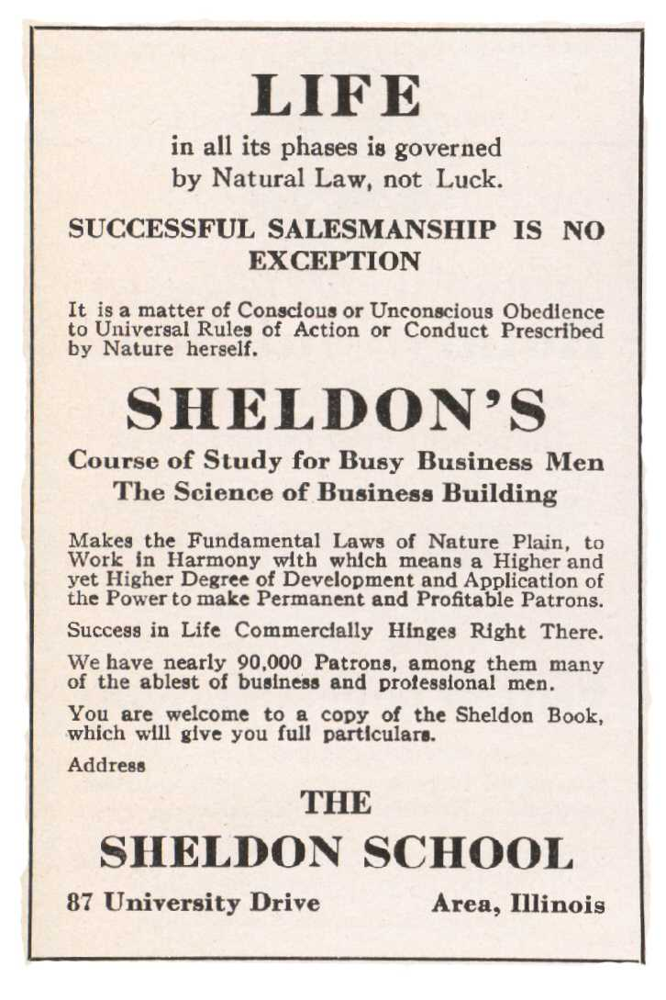 LIFE
in all its phases is governed
by Natural Law, not Luck.
SUCCESSFUL SALESMANSHIP IS NO
EXCEPTION
It is a matter of Conscious or Unconscious Obedience
to Universal Rules of Action or Conduct Prescribed
by Nature herself.
SHELDON'S
Course of Study for Busy Business Men
The Science of Business Building
Makes the Fundamental Laws of Nature Plain, to
Work in Harmony with which means a Higher and
yet Higher Degree of Development and Application of
the Power to make Permanent and Profitable Patrons.
Success in Life Commercially Hinges Right There.
We have nearly 90,000 Patrons, among them many
of the ablest of business and professional men.
You are welcome to a copy of the Sheldon Book,
which will give you full particulars.
Address
THE
SHELDON SCHOOL
87 University Drive Area, Illinois